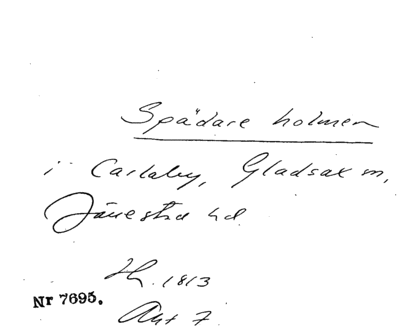 Spädare holmen
i Carlaby, Gladsax m,
Järrestad hd.
1813
Nr 7695.
Akt 7